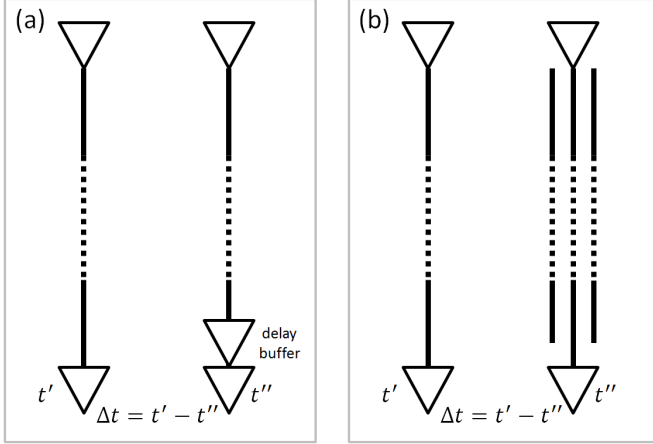 (a)
delay
buffer
t′
t′′
Δt = t′ − t′′
(b)
t′
t′′
Δt = t′ − t′′